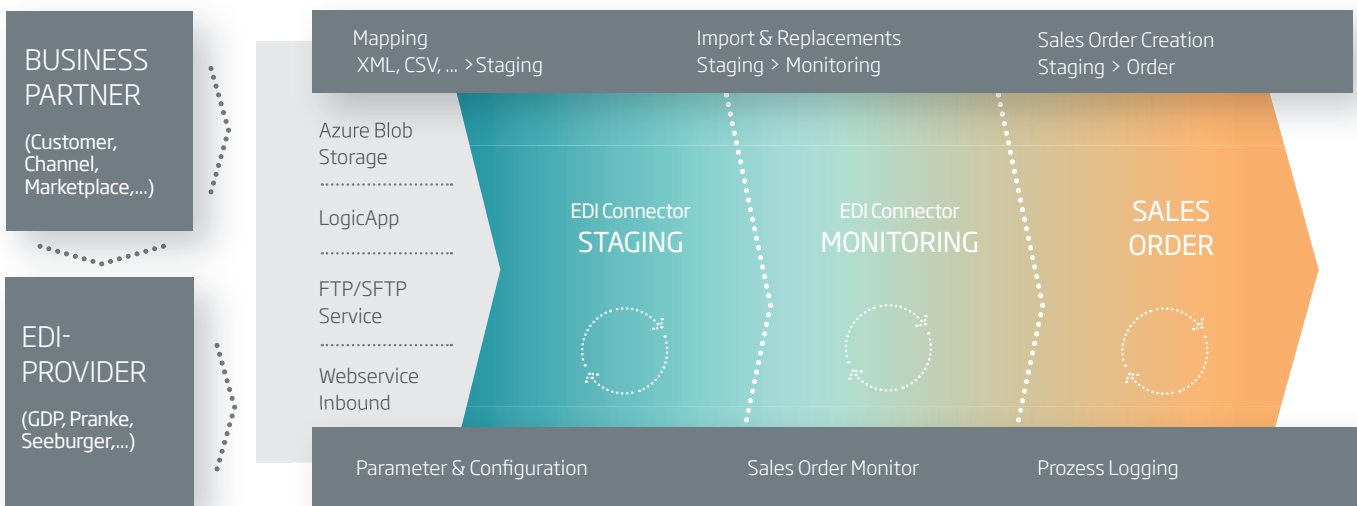 BUSINESS
PARTNER
(Customer,
Channel,
Marketplace,...)
EDI-
PROVIDER
(GDP, Pranke,
Seeburger,...)
Mapping
XML, CSV, ... > Staging
Import & Replacements
Staging > Monitoring
Sales Order Creation
Staging > Order
Azure Blob
Storage
LogicApp
FTP/SFTP
Service
Webservice
Inbound
EDI Connector
STAGING
EDI Connector
MONITORING
SALES
ORDER
Parameter & Configuration
Sales Order Monitor
Prozess Logging